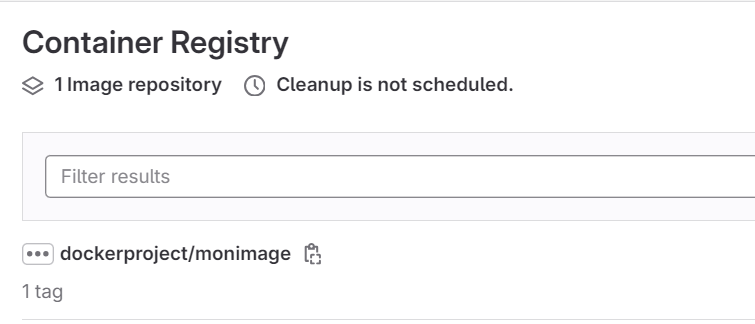 Container Registry
1 Image repository Cleanup is not scheduled.
Filter results
dockerproject/monimage
1 tag